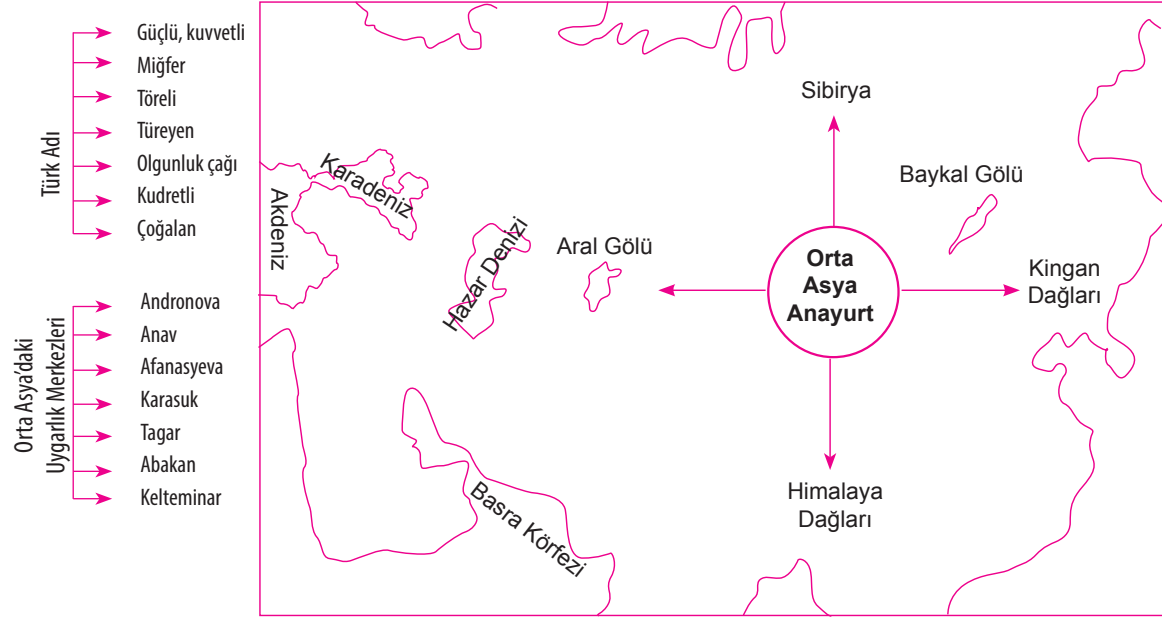 Türk Adı
Güçlü, kuvvetli
Miğfer
Töreli
Türeyen
Olgunluk çağı
Kudretli
Çoğalan
Orta Asya'daki
Uygarlık Merkezleri
Andronova
Anav
Afanasyeva
Karasuk
Tagar
Abakan
Kelteminar
Akdeniz
Karadeniz
Hazar Denizi
Aral Gölü
Sibirya
Baykal Gölü
Orta
Asya
Anayurt
Kingan
Dağları
Himalaya
Dağları
Basra Körfezi